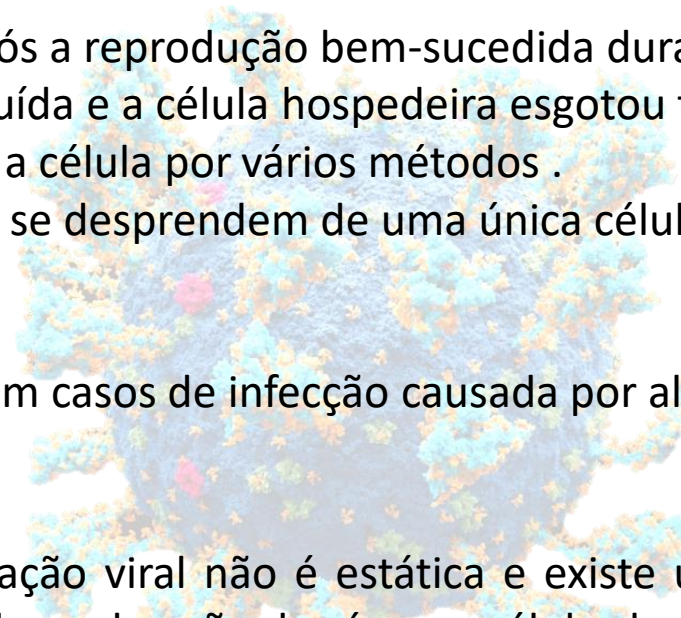 ós a reprodução bem-sucedida dura
uída e a célula hospedeira esgotou
a célula por vários métodos .
se desprendem de uma única célul
m casos de infecção causada por al
ação viral não é estática e existe u